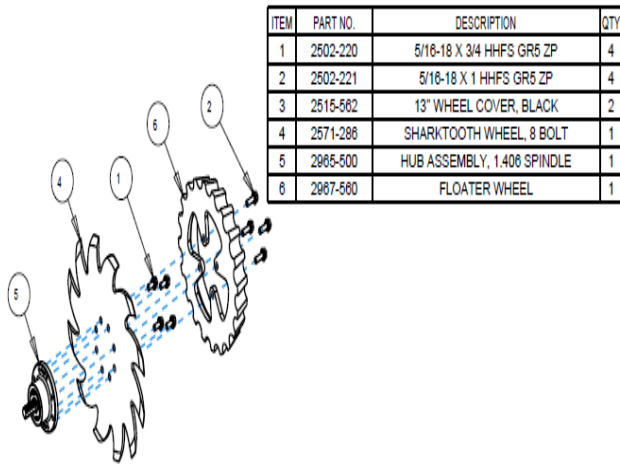 ITEM PART NO. DESCRIPTION QTY
1 2502-220 5/16-18 X 3/4 HHFS GR5 ZP 4
2 2502-221 5/16-18 X 1 HHFS GR5 ZP 4
3 2515-562 13" WHEEL COVER, BLACK 2
4 2571-286 SHARKTOOTH WHEEL, 8 BOLT 1
5 2965-500 HUB ASSEMBLY, 1.406 SPINDLE 1
6 2967-560 FLOATER WHEEL 1
2
6
1
4
5